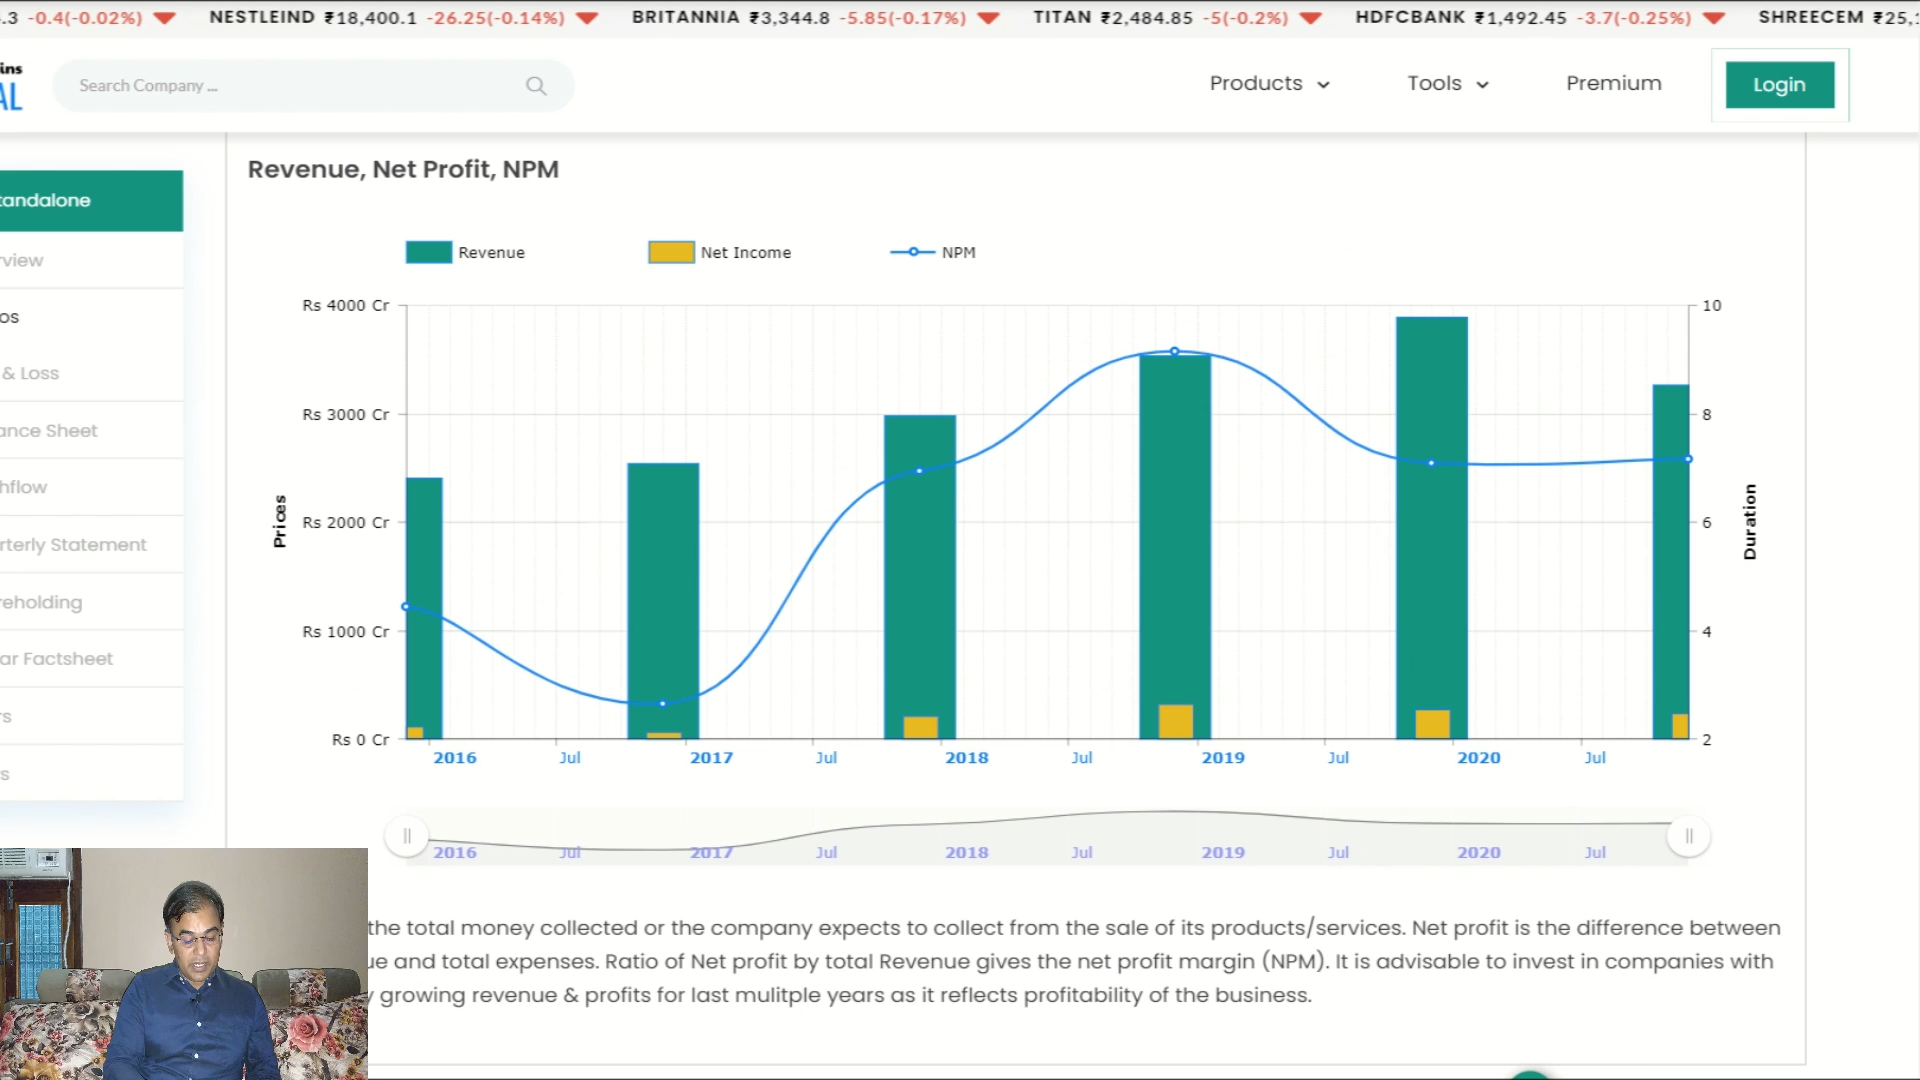 .3 -0.4(-0.02%) NESTLEIND ₹18,400.1 -26.25(-0.14%) BRITANNIA ₹3,344.8 -5.85(-0.17%) TITAN ₹2,484.85 -5(-0.2%) HDFCBANK ₹1,492.45 -3.7(-0.25%) SHREECEM ₹25,1
ins
AL
Search Company ...
Products
Tools
Premium
Login
tandalone
rview
os
& Loss
ance Sheet
hflow
rterly Statement
reholding
ar Factsheet
rs
s
Revenue, Net Profit, NPM
Revenue
Net Income
NPM
Rs 4000 Cr
Rs 3000 Cr
Rs 2000 Cr
Rs 1000 Cr
Rs 0 Cr
Prices
10
8
6
4
2
Duration
2016 Jul 2017 Jul 2018 Jul 2019 Jul 2020 Jul
2016 Jul 2017 Jul 2018 Jul 2019 Jul 2020 Jul
the total money collected or the company expects to collect from the sale of its products/services. Net profit is the difference between
ue and total expenses. Ratio of Net profit by total Revenue gives the net profit margin (NPM). It is advisable to invest in companies with
y growing revenue & profits for last mulitple years as it reflects profitability of the business.